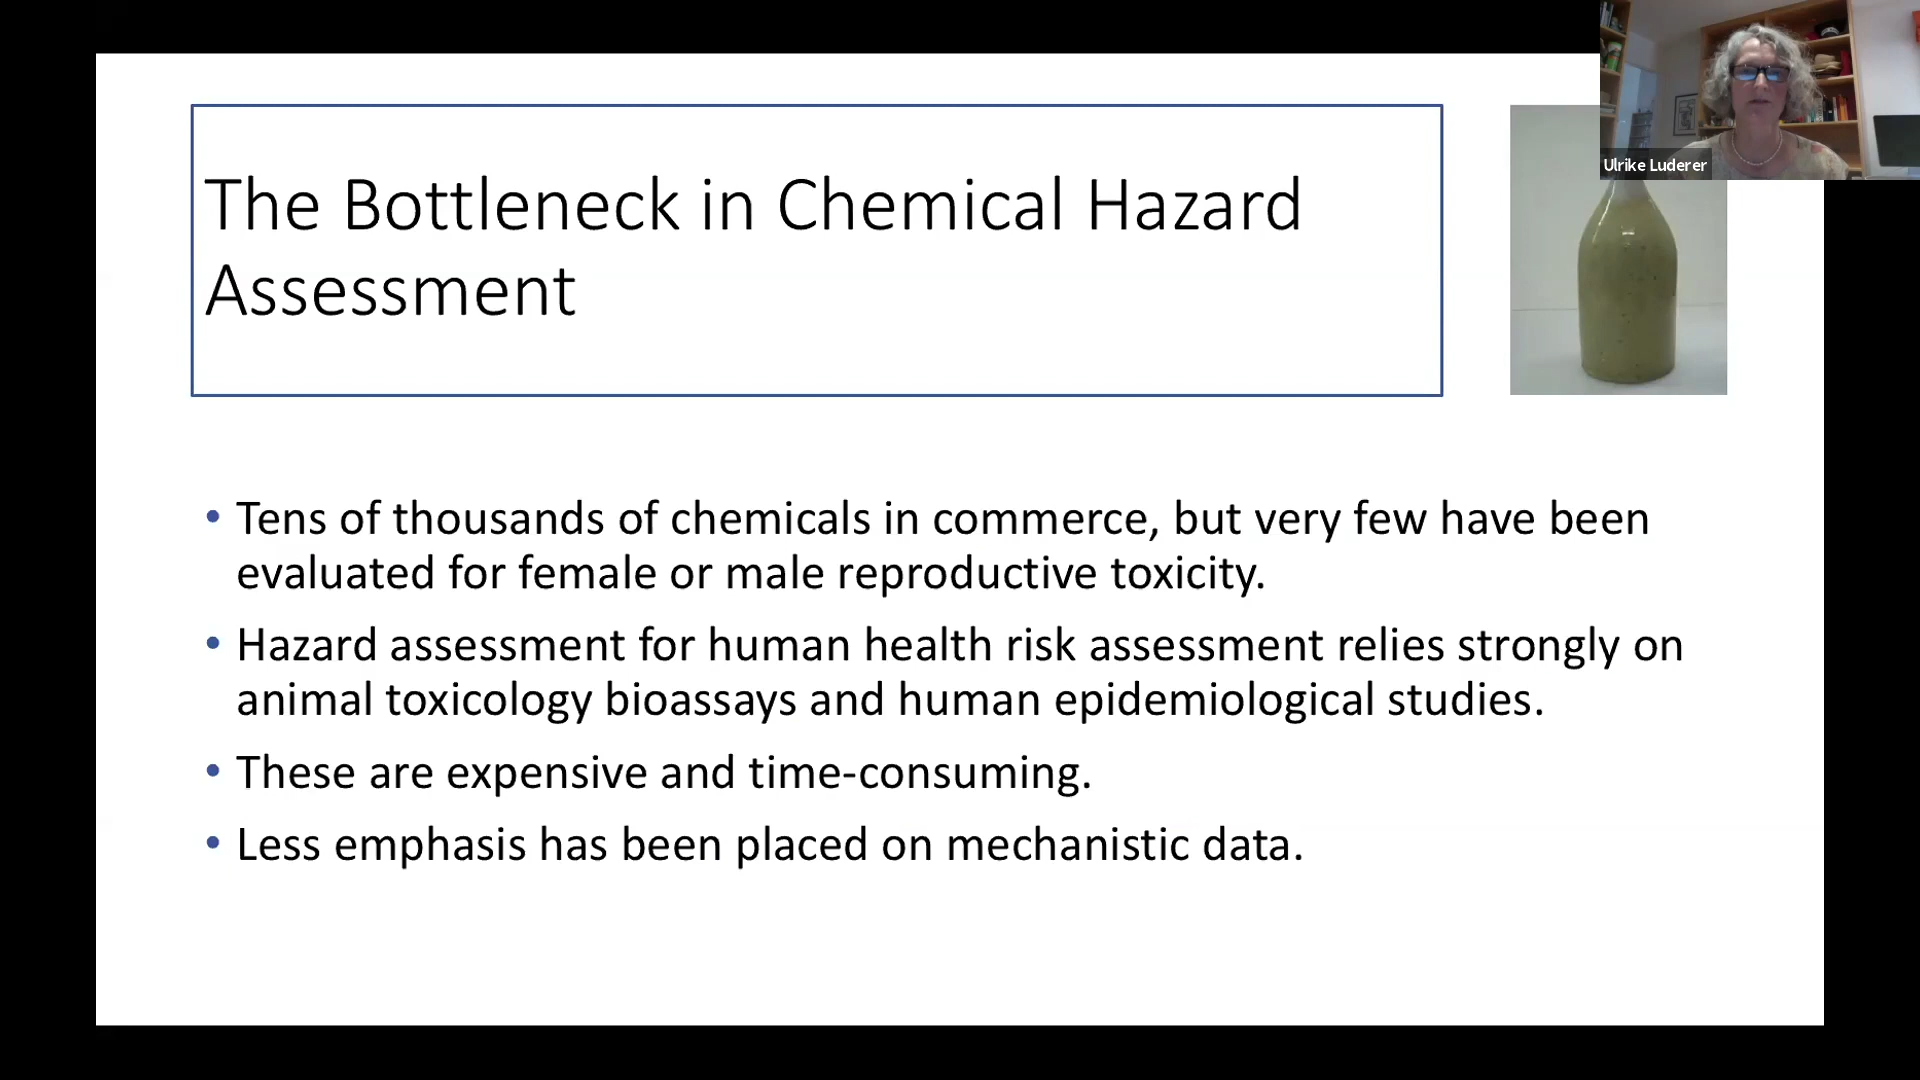 The Bottleneck in Chemical Hazard
Assessment
Ulrike Luderer
• Tens of thousands of chemicals in commerce, but very few have been
evaluated for female or male reproductive toxicity.
• Hazard assessment for human health risk assessment relies strongly on
animal toxicology bioassays and human epidemiological studies.
• These are expensive and time-consuming.
• Less emphasis has been placed on mechanistic data.